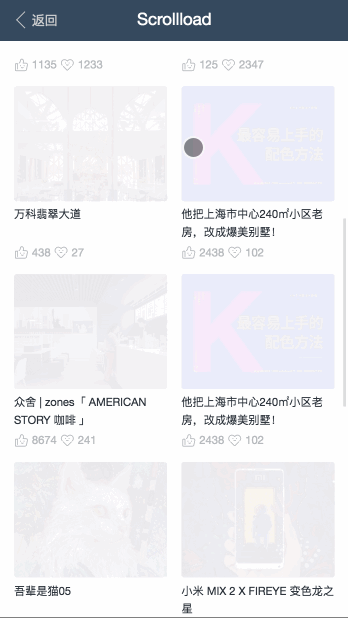 返回
Scrollload
1135 1233
125 2347
K
最容易上手的
配色方法
万科翡翠大道
438 27
他把上海市中心240㎡小区老
房，改成爆美别墅！
2438 102
K
最容易上手的
配色方法
众舍 | zones「 AMERICAN
STORY 咖啡 」
8674 241
他把上海市中心240㎡小区老
房，改成爆美别墅！
2438 102
吾辈是猫05
小米 MIX 2 X FIREYE 变色龙之
星